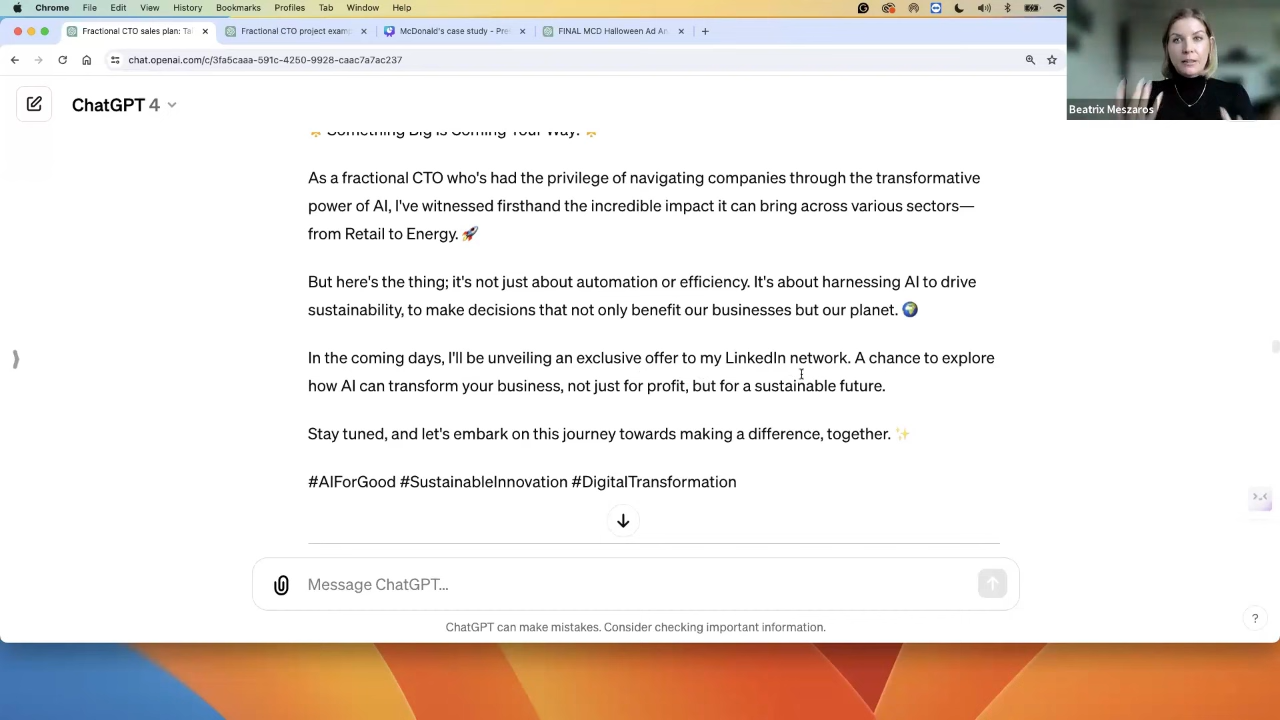 Chrome File Edit View History Bookmarks Profiles Tab Window Help
Fractional CTO sales plan: Ta
Fractional CTO project exam
McDonald's case study - Pre
FINAL MCD Halloween Ad An
chat.openai.com/c/3fa5caaa-591c-4250-9928-caac7a7ac237
Beatrix Meszaros
ChatGPT 4
Something Big is Coming Your Way.
As a fractional CTO who's had the privilege of navigating companies through the transformative
power of AI, I've witnessed firsthand the incredible impact it can bring across various sectors—
from Retail to Energy. 🚀
But here's the thing; it's not just about automation or efficiency. It's about harnessing AI to drive
sustainability, to make decisions that not only benefit our businesses but our planet. 🌍
In the coming days, I'll be unveiling an exclusive offer to my LinkedIn network. A chance to explore
how AI can transform your business, not just for profit, but for a sustainable future.
Stay tuned, and let's embark on this journey towards making a difference, together. ✨
#AIForGood #SustainableInnovation #DigitalTransformation
Message ChatGPT...
ChatGPT can make mistakes. Consider checking important information.
?